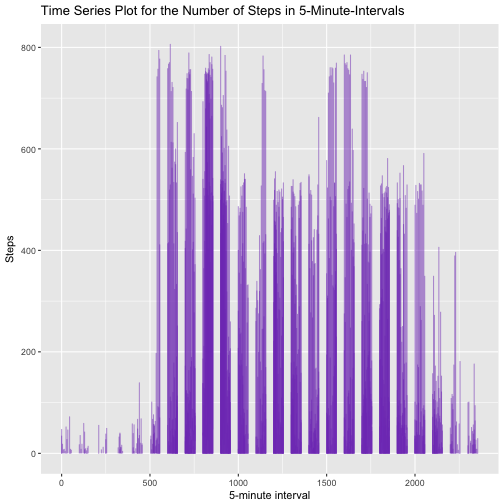 Time Series Plot for the Number of Steps in 5-Minute-Intervals
800
600
400
200
0
Steps
0 500 1000 1500 2000
5-minute interval